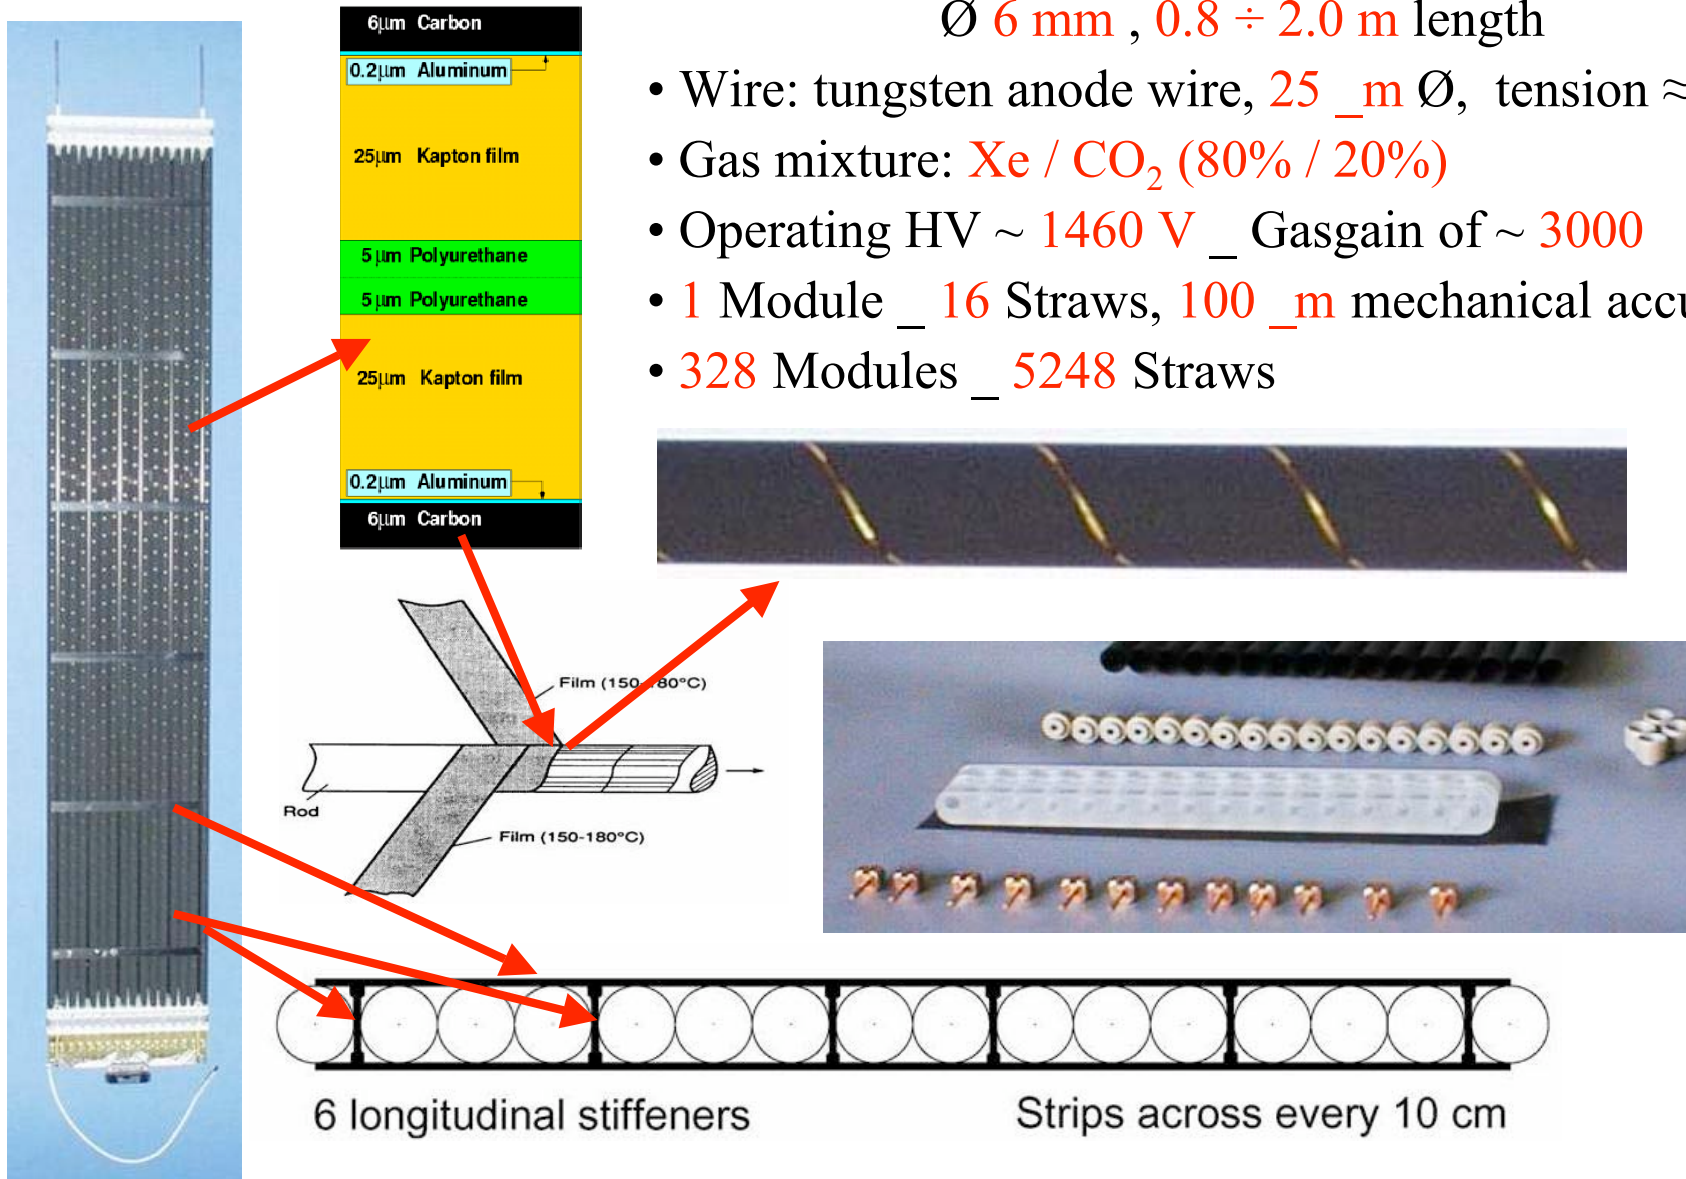 Ø 6 mm , 0.8 ÷ 2.0 m length
• Wire: tungsten anode wire, 25 _m Ø, tension ≈
• Gas mixture: Xe / CO₂ (80% / 20%)
• Operating HV ~ 1460 V _ Gasgain of ~ 3000
• 1 Module _ 16 Straws, 100 _m mechanical accu
• 328 Modules _ 5248 Straws
6μm Carbon
0.2μm Aluminum
25μm Kapton film
5μm Polyurethane
5μm Polyurethane
25μm Kapton film
0.2μm Aluminum
6μm Carbon
Film (150-180°C)
Rod
Film (150-180°C)
6 longitudinal stiffeners
Strips across every 10 cm